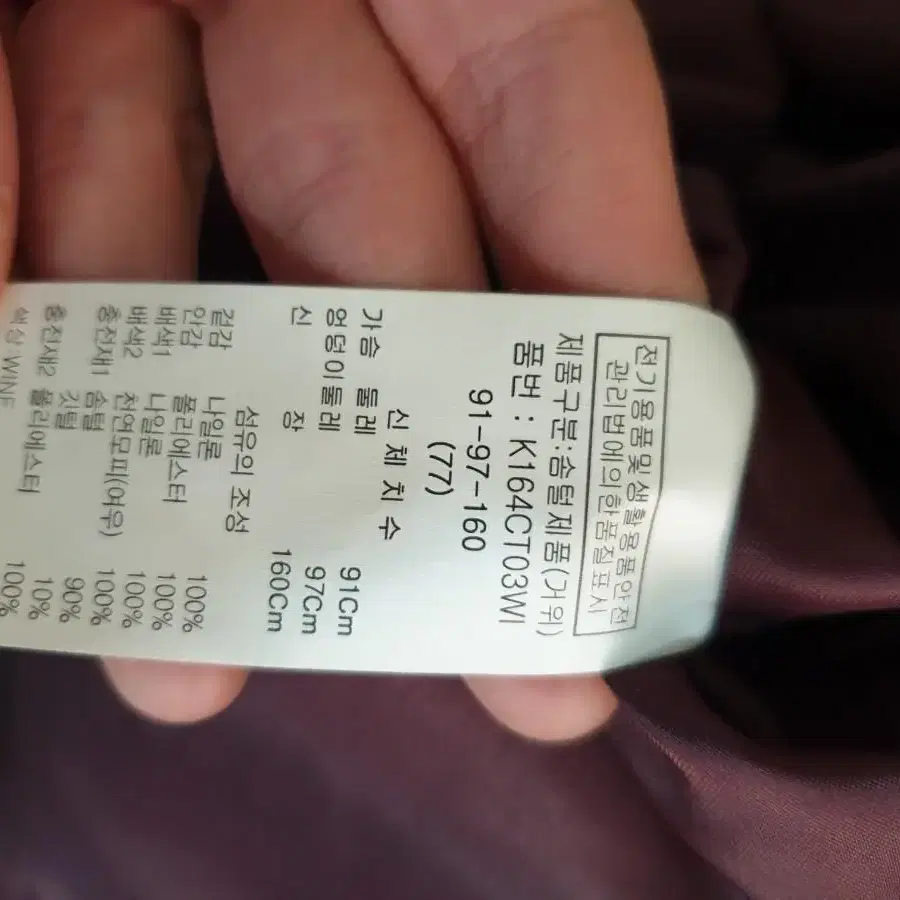 전기용품및생활용품안전
관리법에의한품질표시
제품구분:솜털제품(거위)
품번 : K164CT03WI
91-97-160
(77)
신 체 치 수
가슴 둘레 91Cm
엉덩이둘레 97Cm
신 장 160Cm
섬유의 조성
겉감 나일론 100%
안감 폴리에스터 100%
배색1 나일론 100%
배색2 천연모피(여우) 100%
충전재1 솜털 90%
깃털 10%
충전재2 폴리에스터 100%
색상 WINE